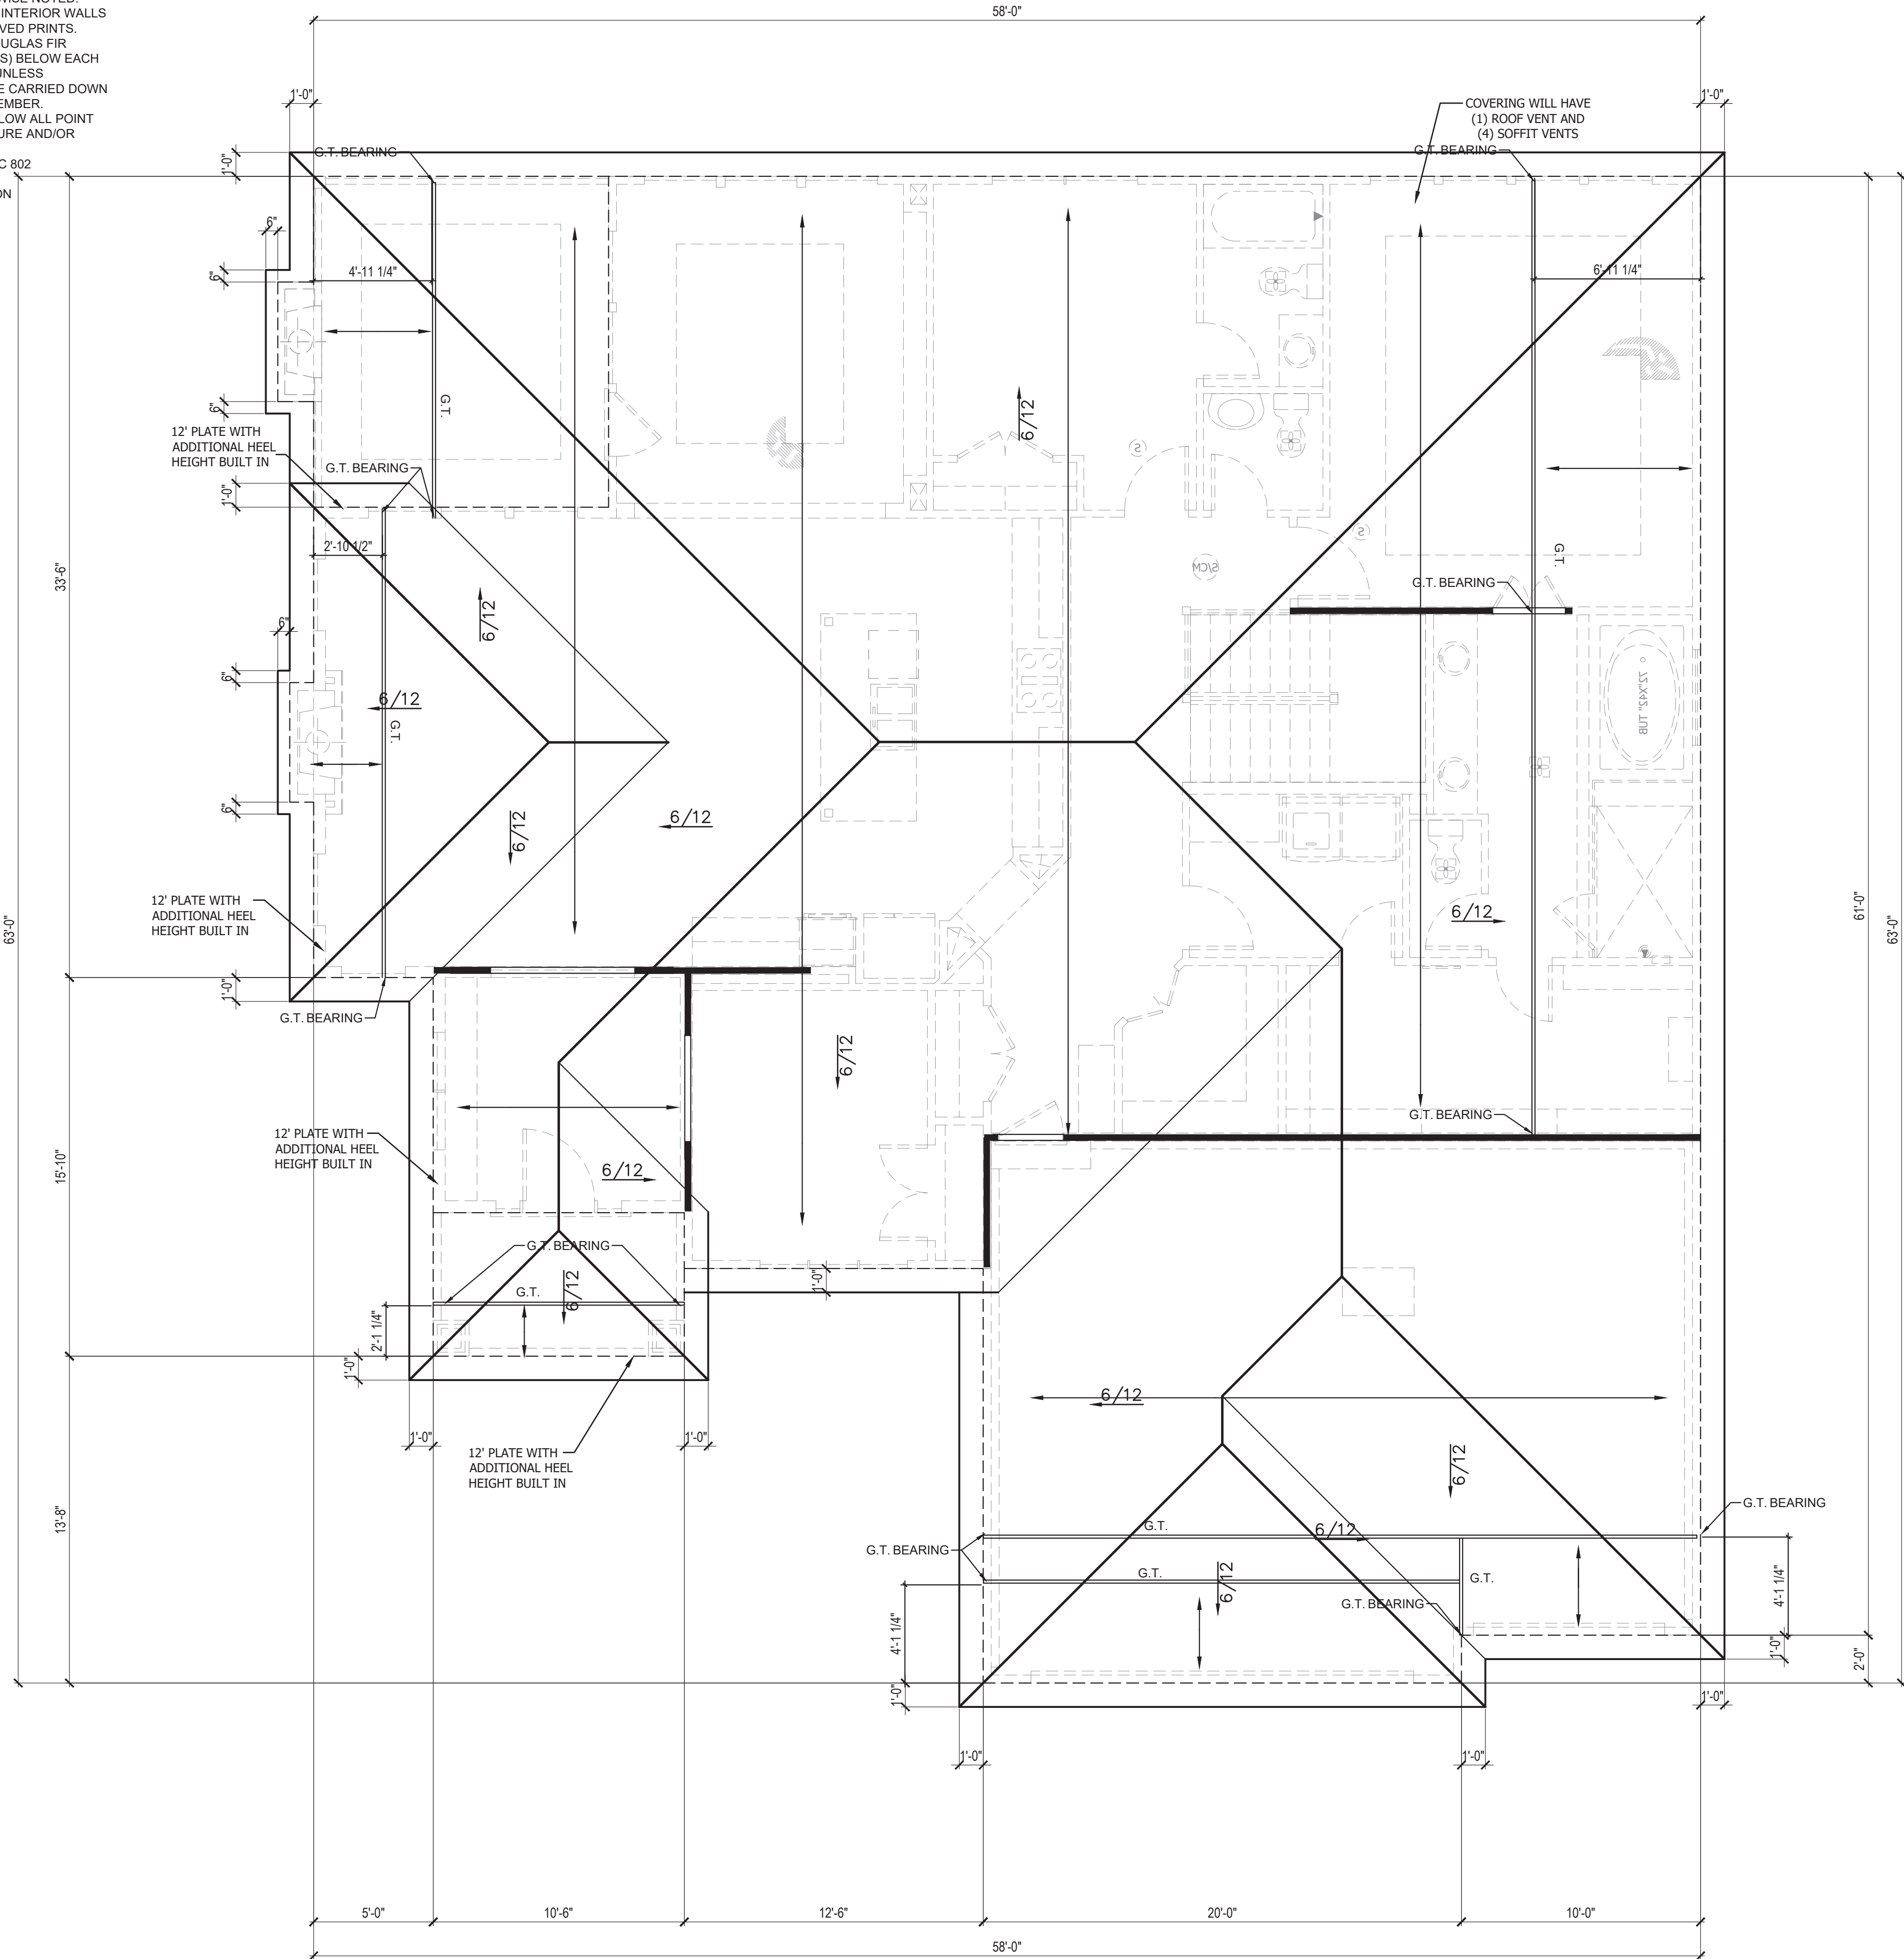 WISE NOTED.
INTERIOR WALLS
VED PRINTS.
UGLAS FIR
S) BELOW EACH
UNLESS
E CARRIED DOWN
EMBER.
LOW ALL POINT
URE AND/OR
C 802
ON
58'-0"
1'-0"
1'-0"
COVERING WILL HAVE
(1) ROOF VENT AND
(4) SOFFIT VENTS
1'-0"
G.T. BEARING
G.T. BEARING
6"
6"
4'-11 1/4"
6'-11 1/4"
G.T.
6"
6/12
12' PLATE WITH
ADDITIONAL HEEL
HEIGHT BUILT IN
G.T. BEARING
S
1'-0"
S
2'-10 1/2"
G.T.
S/CM
33'-6"
G.T. BEARING
6/12
6"
6"
6/12
72"X42" TUB
G.T.
6"
6/12
6/12
12' PLATE WITH
ADDITIONAL HEEL
HEIGHT BUILT IN
63'-0"
6/12
61'-0"
63'-0"
1'-0"
G.T. BEARING
6/12
12' PLATE WITH
ADDITIONAL HEEL
HEIGHT BUILT IN
G.T. BEARING
15'-10"
6/12
G.T. BEARING
6/12
G.T.
1'-0"
2'-1 1/4"
1'-0"
6/12
1'-0"
1'-0"
12' PLATE WITH
ADDITIONAL HEEL
HEIGHT BUILT IN
6/12
13'-8"
G.T. BEARING
G.T.
6/12
G.T. BEARING
G.T.
6/12
G.T.
4'-1 1/4"
G.T. BEARING
4'-1 1/4"
1'-0"
2'-0"
1'-0"
1'-0"
1'-0"
1'-0"
5'-0"
10'-6"
12'-6"
20'-0"
10'-0"
58'-0"